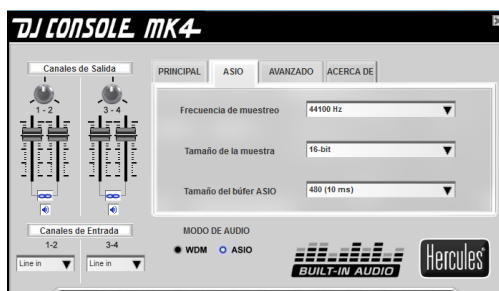 DJ CONSOLE MK4
Canales de Salida
1 - 2
3 - 4
PRINCIPAL
ASIO
AVANZADO
ACERCA DE
Frecuencia de muestreo
44100 Hz
Tamaño de la muestra
16-bit
Tamaño del búfer ASIO
480 (10 ms)
Canales de Entrada
1-2
3-4
Line in
Line in
MODO DE AUDIO
WDM
ASIO
BUILT-IN AUDIO
Hercules